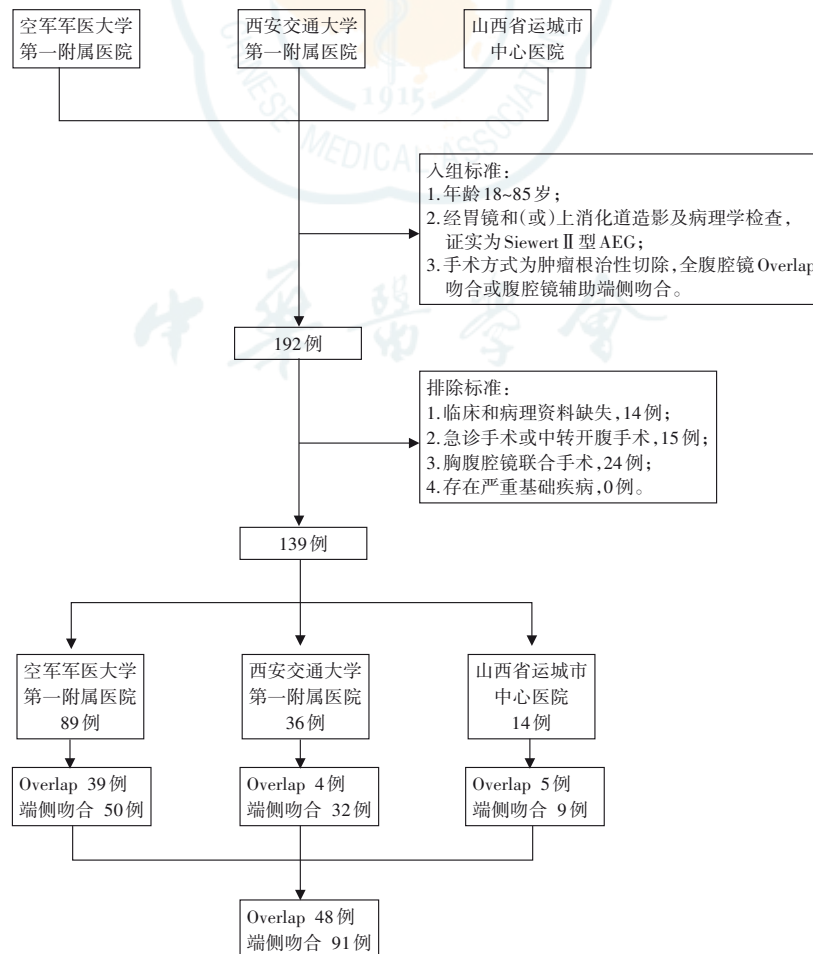 空军军医大学
第一附属医院
西安交通大学
第一附属医院
山西省运城市
中心医院
1915
CHINESE MEDICAL ASSOCIATION
入组标准：
1.年龄18~85岁；
2.经胃镜和(或)上消化道造影及病理学检查，
证实为SiewertⅡ型AEG；
3.手术方式为肿瘤根治性切除,全腹腔镜Overlap
吻合或腹腔镜辅助端侧吻合。
中华医学会
192例
排除标准：
1.临床和病理资料缺失,14例；
2.急诊手术或中转开腹手术,15例；
3.胸腹腔镜联合手术,24例；
4.存在严重基础疾病,0例。
139例
空军军医大学
第一附属医院
89例
西安交通大学
第一附属医院
36例
山西省运城市
中心医院
14例
Overlap 39例
端侧吻合 50例
Overlap 4例
端侧吻合 32例
Overlap 5例
端侧吻合 9例
Overlap 48例
端侧吻合 91例